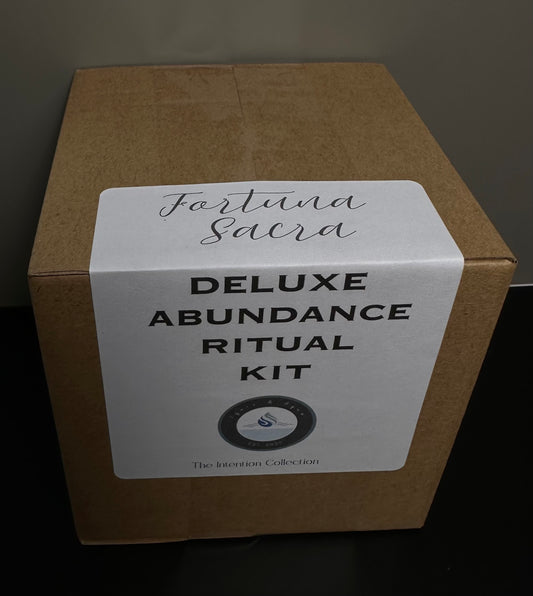 Fortuna
Sacra
DELUXE
ABUNDANCE
RITUAL
KIT
The Intention Collection